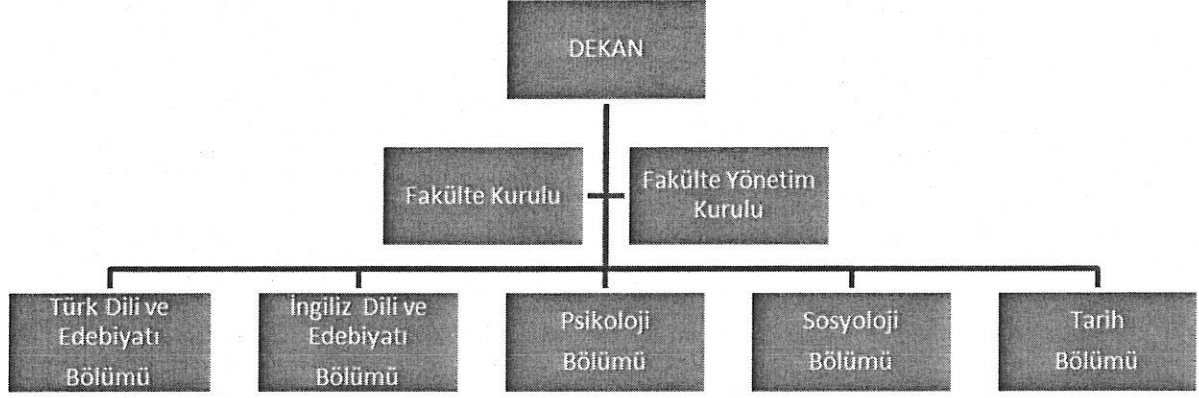 DEKAN
Fakülte Kurulu
Fakülte Yönetim
Kurulu
Türk Dili ve
Edebiyatı
Bölümü
İngiliz Dili ve
Edebiyatı
Bölümü
Psikoloji
Bölümü
Sosyoloji
Bölümü
Tarih
Bölümü